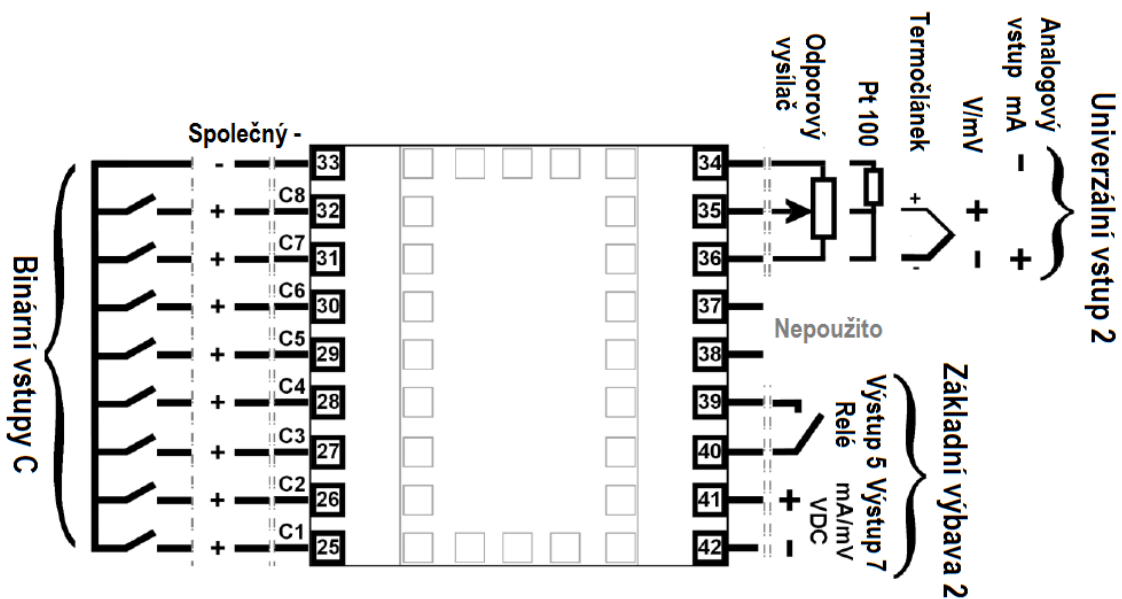 Univerzální vstup 2
Analogový
vstup mA
- +
V/mV
+ -
Termočlánek
+ -
Pt 100
Odporový
vysílač
Společný -
33
-
34
C8
32
+
35
C7
31
+
36
C6
30
+
37
Nepoužito
C5
29
+
38
C4
28
+
39
C3
27
+
40
C2
26
+
41
C1
25
+
42
Binární vstupy C
Základní výbava 2
Výstup 5 Výstup 7
Relé mA/mV
VDC
+ -